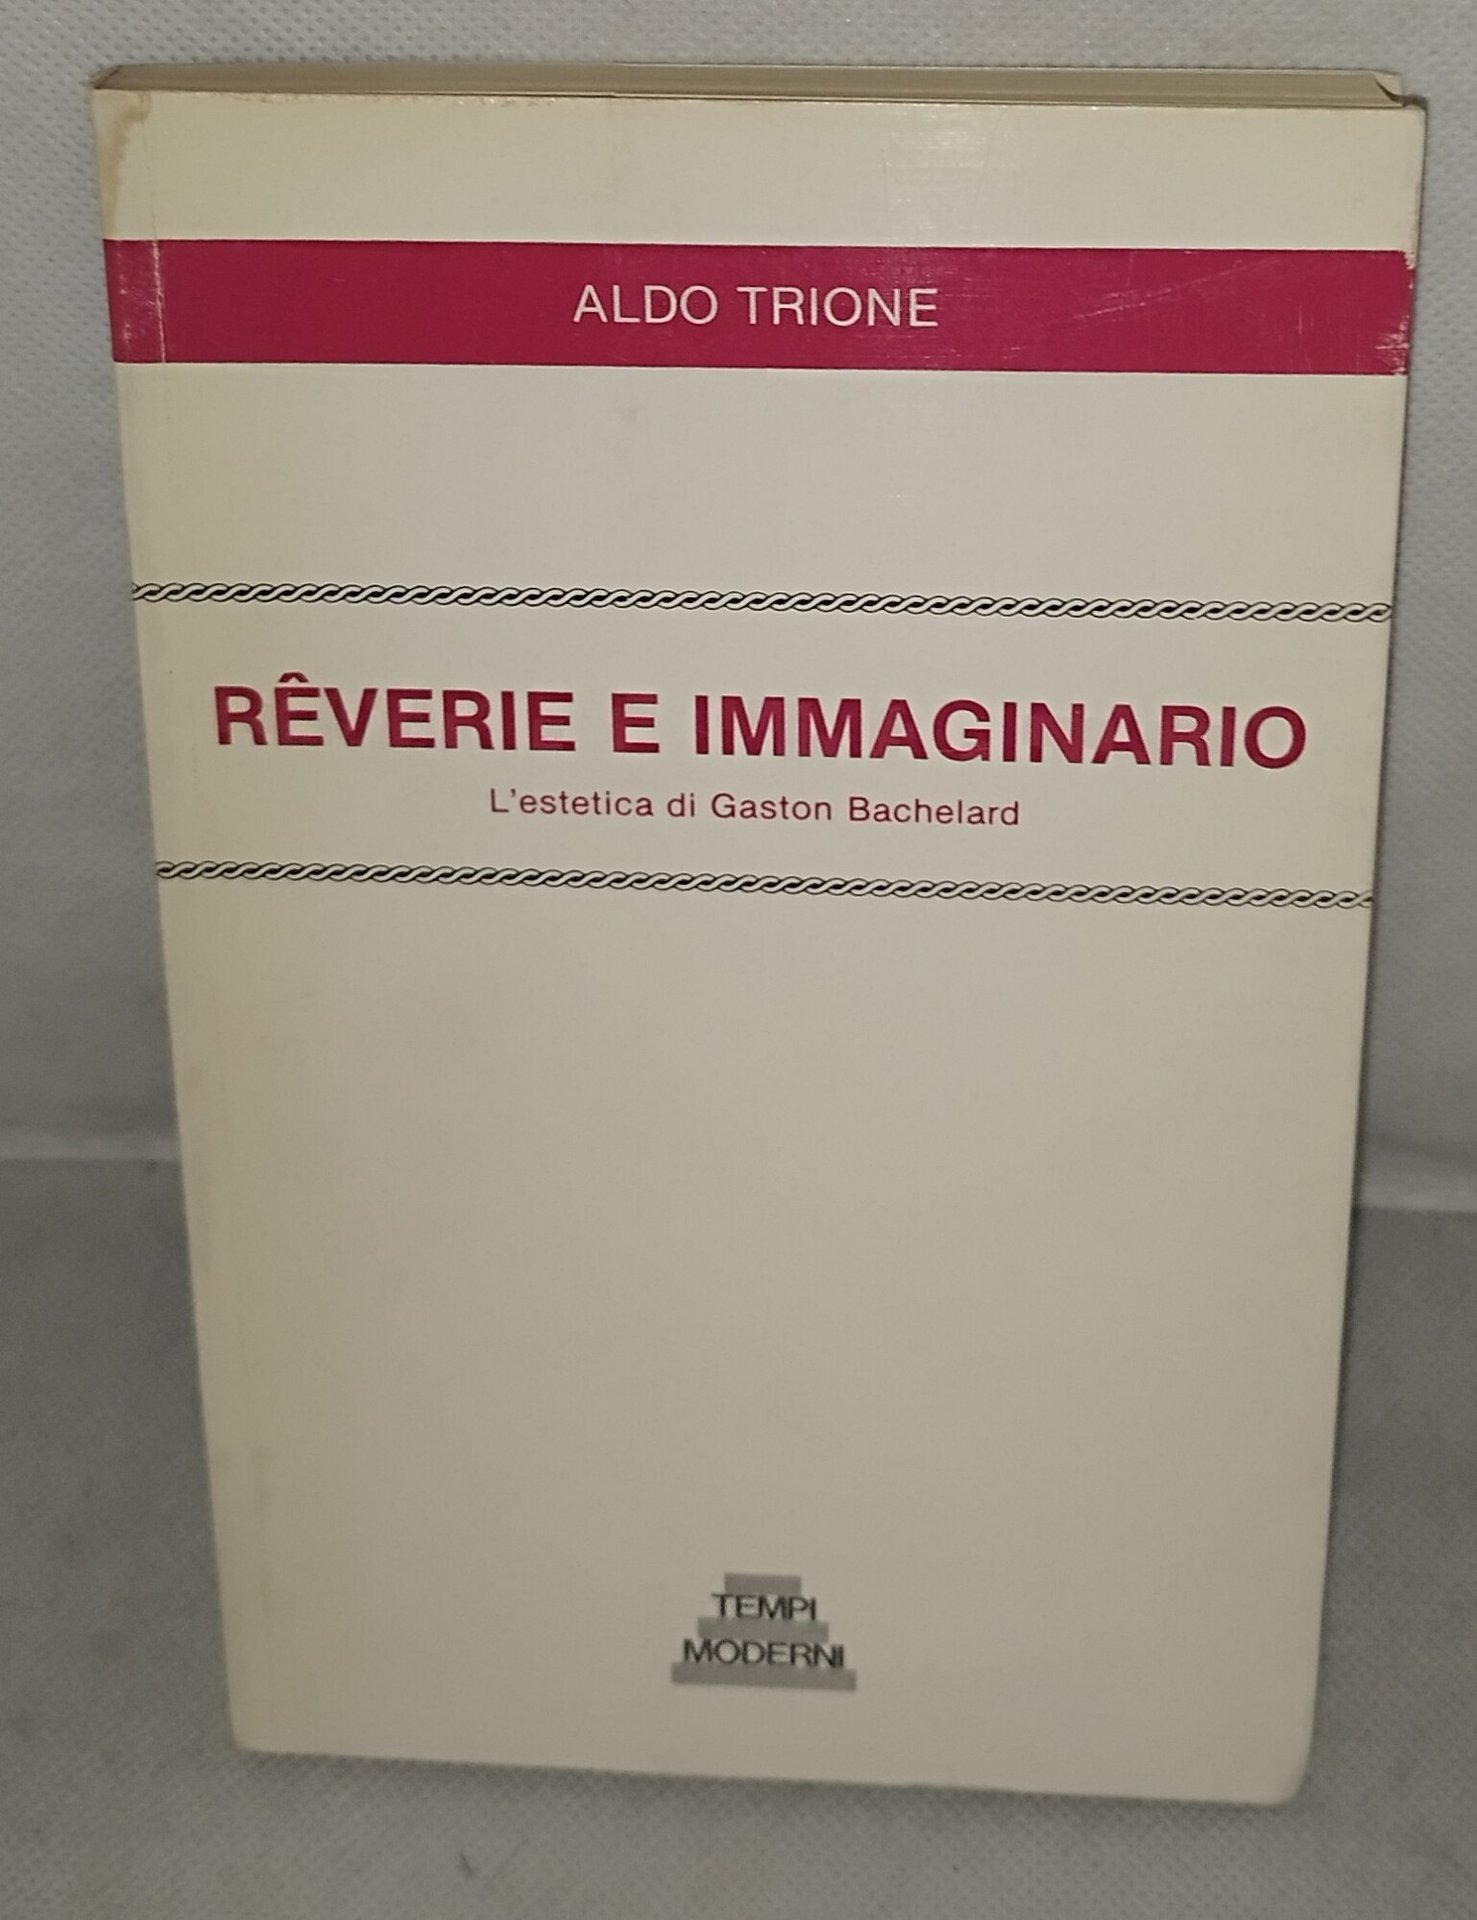 ALDO TRIONE
RÊVERIE E IMMAGINARIO
L'estetica di Gaston Bachelard
TEMPI
MODERNI